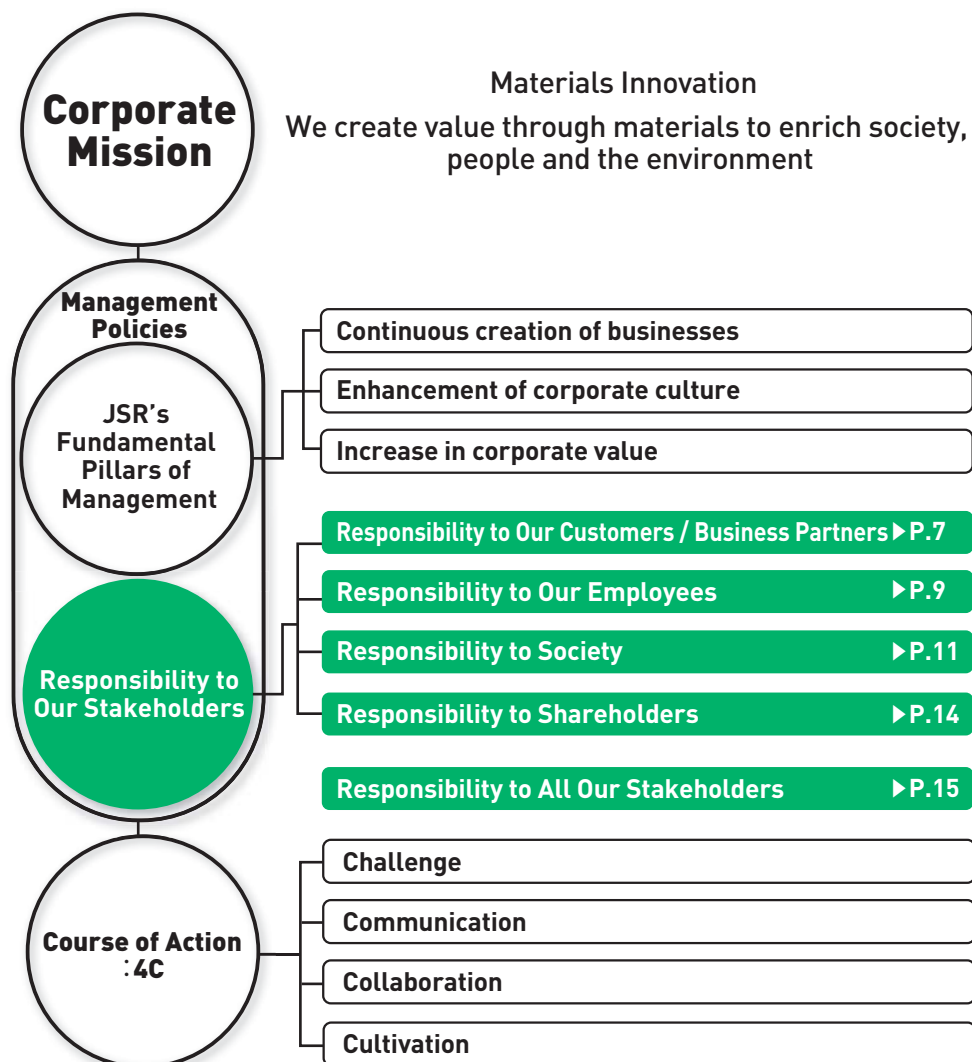 Corporate
Mission
Materials Innovation
We create value through materials to enrich society,
people and the environment
Management
Policies
JSR's
Fundamental
Pillars of
Management
Continuous creation of businesses
Enhancement of corporate culture
Increase in corporate value
Responsibility to
Our Stakeholders
Responsibility to Our Customers / Business Partners ▶P.7
Responsibility to Our Employees ▶P.9
Responsibility to Society ▶P.11
Responsibility to Shareholders ▶P.14
Responsibility to All Our Stakeholders ▶P.15
Course of Action
:4C
Challenge
Communication
Collaboration
Cultivation